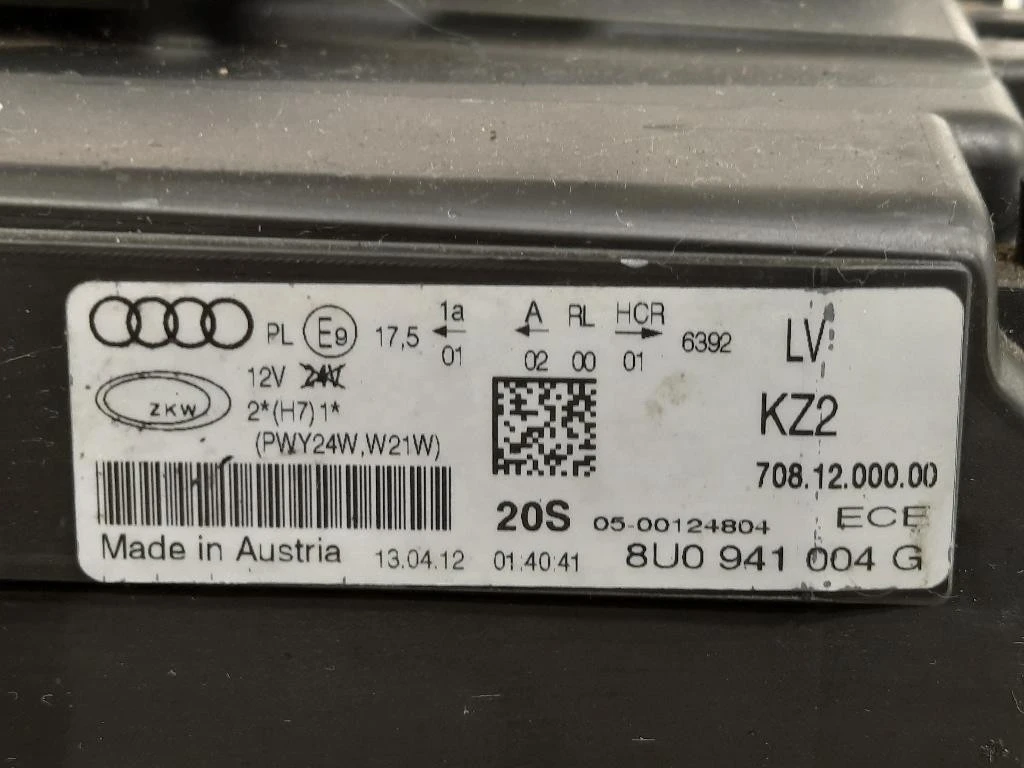 PL E9 17,5 1a 01 A 02 RL 00 HCR 01 6392 LV
12V 24V
ZKW 2*(H7)1* KZ2
(PWY24W,W21W)
708.12.000.00
20S 05-00124804 ECE
Made in Austria 13.04.12 01:40:41 8U0 941 004 G